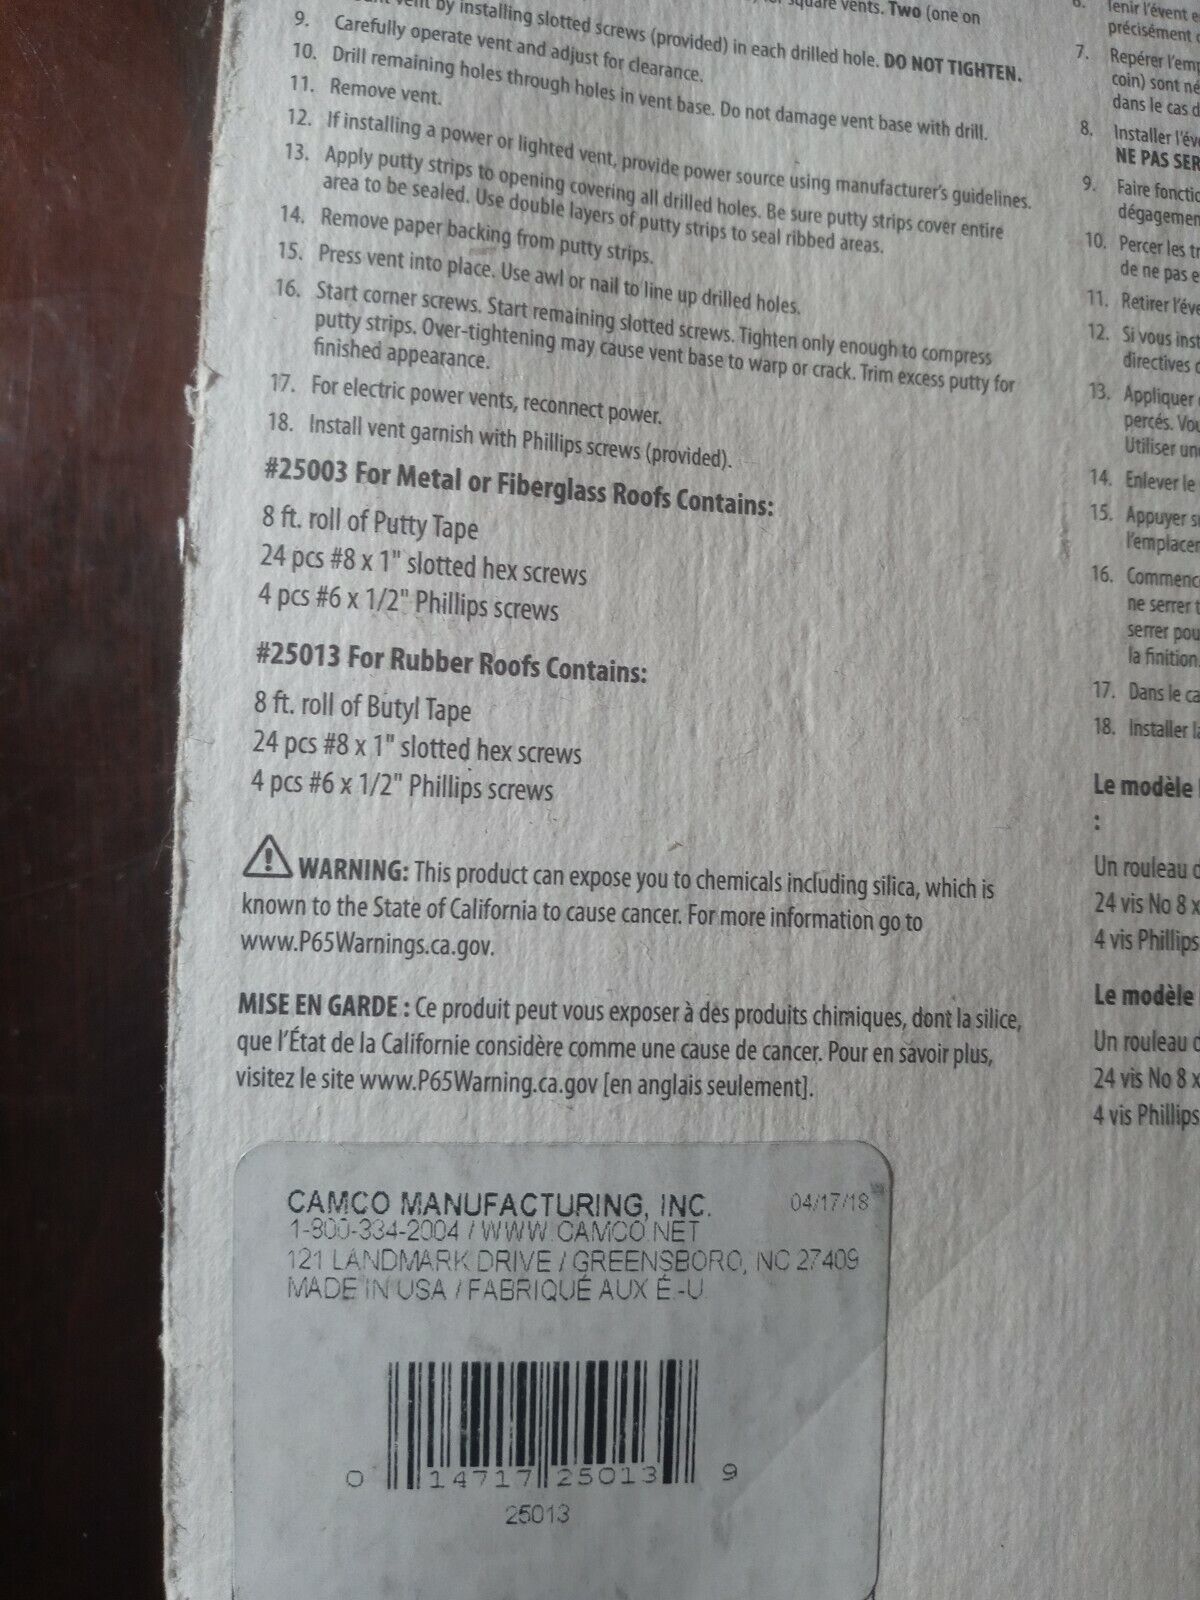 vent by installing slotted screws (provided) in each drilled hole. DO NOT TIGHTEN.
square vents. Two (one on
9. Carefully operate vent and adjust for clearance.
10. Drill remaining holes through holes in vent base. Do not damage vent base with drill.
11. Remove vent.
12. If installing a power or lighted vent, provide power source using manufacturer's guidelines.
13. Apply putty strips to opening covering all drilled holes. Be sure putty strips cover entire
area to be sealed. Use double layers of putty strips to seal ribbed areas.
14. Remove paper backing from putty strips.
15. Press vent into place. Use awl or nail to line up drilled holes.
16. Start corner screws. Start remaining slotted screws. Tighten only enough to compress
putty strips. Over-tightening may cause vent base to warp or crack. Trim excess putty for
finished appearance.
17. For electric power vents, reconnect power.
18. Install vent garnish with Phillips screws (provided).
#25003 For Metal or Fiberglass Roofs Contains:
8 ft. roll of Putty Tape
24 pcs #8 x 1" slotted hex screws
4 pcs #6 x 1/2" Phillips screws
#25013 For Rubber Roofs Contains:
8 ft. roll of Butyl Tape
24 pcs #8 x 1" slotted hex screws
4 pcs #6 x 1/2" Phillips screws
WARNING: This product can expose you to chemicals including silica, which is
known to the State of California to cause cancer. For more information go to
www.P65Warnings.ca.gov.
MISE EN GARDE : Ce produit peut vous exposer à des produits chimiques, dont la silice,
que l'État de la Californie considère comme une cause de cancer. Pour en savoir plus,
visitez le site www.P65Warning.ca.gov [en anglais seulement].
CAMCO MANUFACTURING, INC. 04/17/18
1-800-334-2004 / WWW.CAMCO.NET
121 LANDMARK DRIVE / GREENSBORO, NC 27409
MADE IN USA / FABRIQUÉ AUX É.-U.
0 14717 25013 9
25013
Tenir l'évent e
précisément
7. Repérer l'emp
coin) sont né
dans le cas d
8. Installer l'éve
NE PAS SER
9. Faire fonctio
dégagemen
10. Percer les tr
de ne pas e
11. Retirer l'éve
12. Si vous inst
directives
13. Appliquer
percés. Vou
Utiliser un
14. Enlever le
15. Appuyer su
l'emplacem
16. Commenc
ne serrer t
serrer pou
la finition.
17. Dans le ca
18. Installer la
Le modèle
:
Un rouleau d
24 vis No 8 x
4 vis Phillips
Le modèle
Un rouleau d
24 vis No 8 x
4 vis Phillips